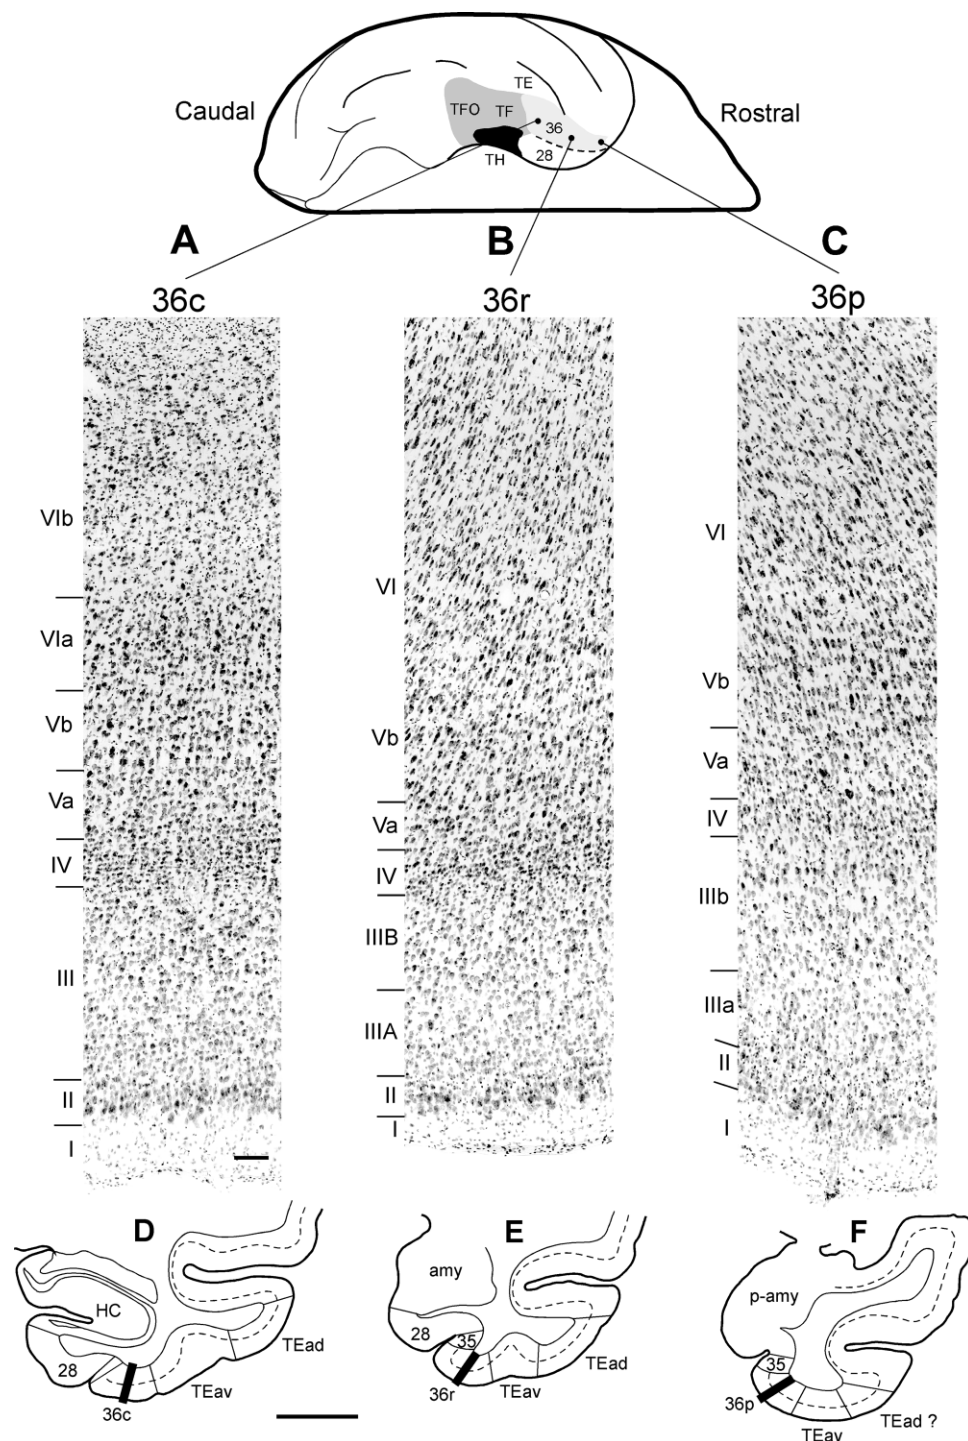 TE
Caudal
TFO
TF
36
Rostral
28
TH
A
B
C
36c
36r
36p
VIb
VIa
Vb
Va
IV
III
II
I
VI
Vb
Va
IV
IIIB
IIIA
II
I
VI
Vb
Va
IV
IIIb
IIIa
II
I
D
HC
28
36c
TEav
TEad
E
amy
28
35
36r
TEav
TEad
F
p-amy
35
36p
TEav
TEad ?